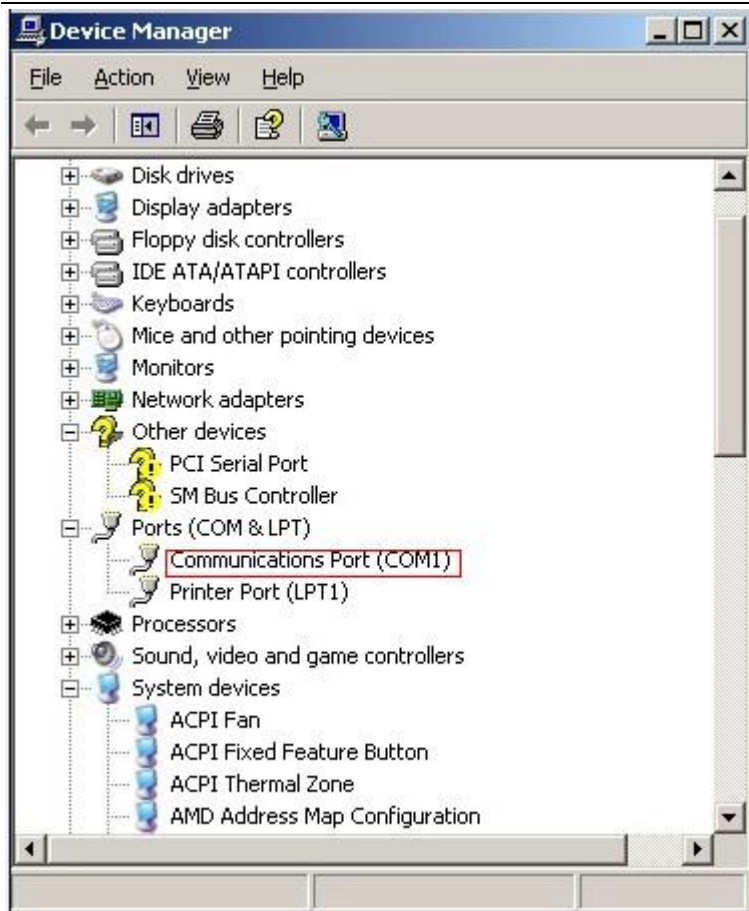 Device Manager
File Action View Help
Disk drives
Display adapters
Floppy disk controllers
IDE ATA/ATAPI controllers
Keyboards
Mice and other pointing devices
Monitors
Network adapters
Other devices
PCI Serial Port
SM Bus Controller
Ports (COM & LPT)
Communications Port (COM1)
Printer Port (LPT1)
Processors
Sound, video and game controllers
System devices
ACPI Fan
ACPI Fixed Feature Button
ACPI Thermal Zone
AMD Address Map Configuration